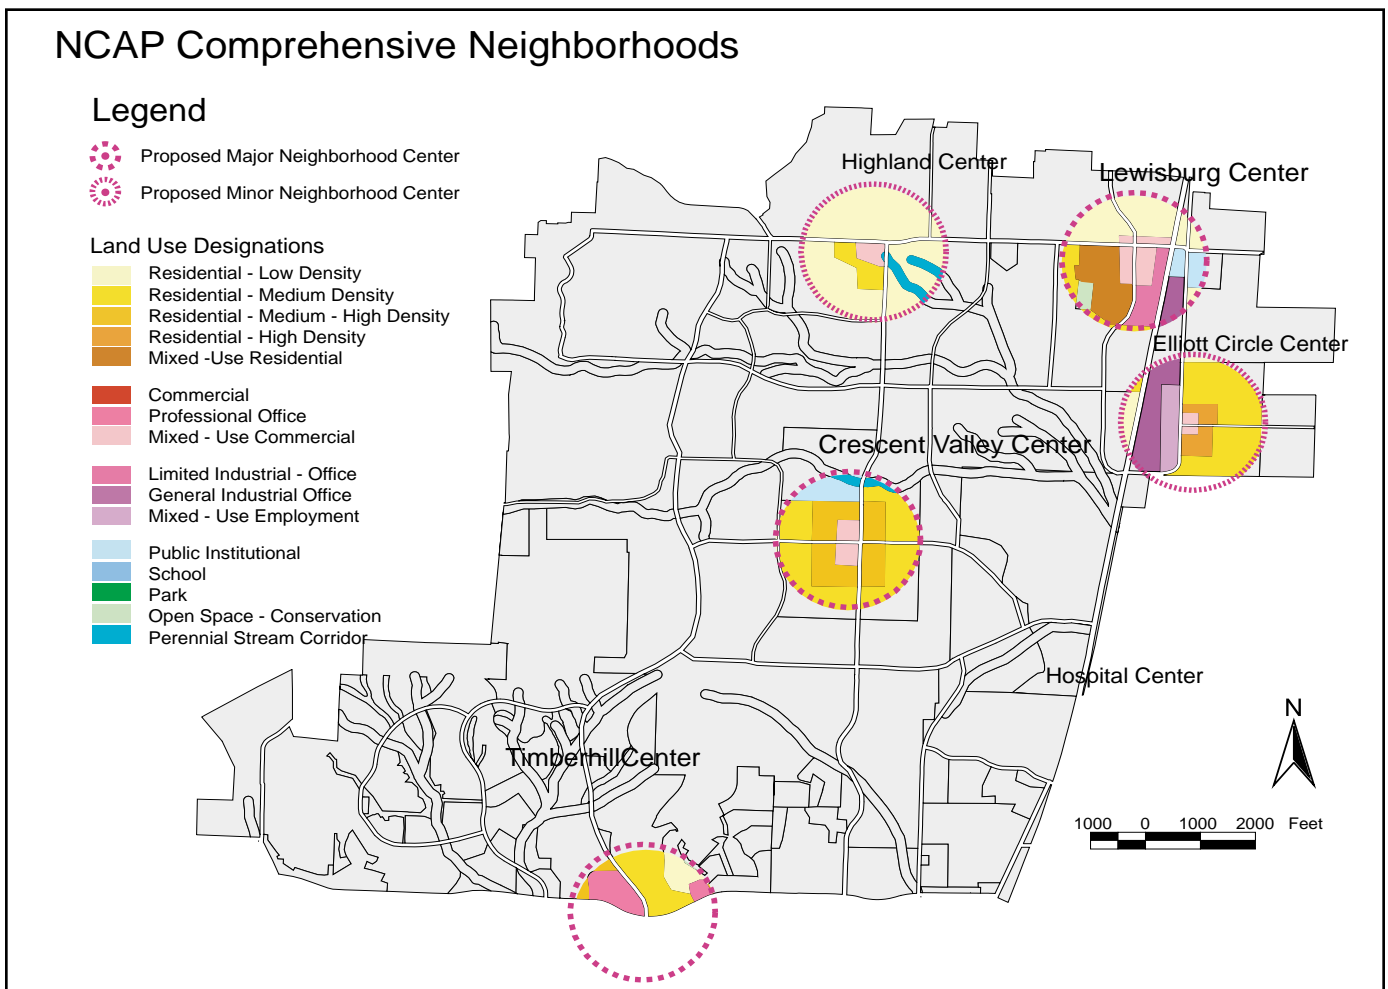 NCAP Comprehensive Neighborhoods
Legend
Proposed Major Neighborhood Center
Proposed Minor Neighborhood Center
Land Use Designations
Residential - Low Density
Residential - Medium Density
Residential - Medium - High Density
Residential - High Density
Mixed -Use Residential
Commercial
Professional Office
Mixed - Use Commercial
Limited Industrial - Office
General Industrial Office
Mixed - Use Employment
Public Institutional
School
Park
Open Space - Conservation
Perennial Stream Corridor
Highland Center
Lewisburg Center
Elliott Circle Center
Crescent Valley Center
Hospital Center
TimberhillCenter
N
1000 0 1000 2000 Feet